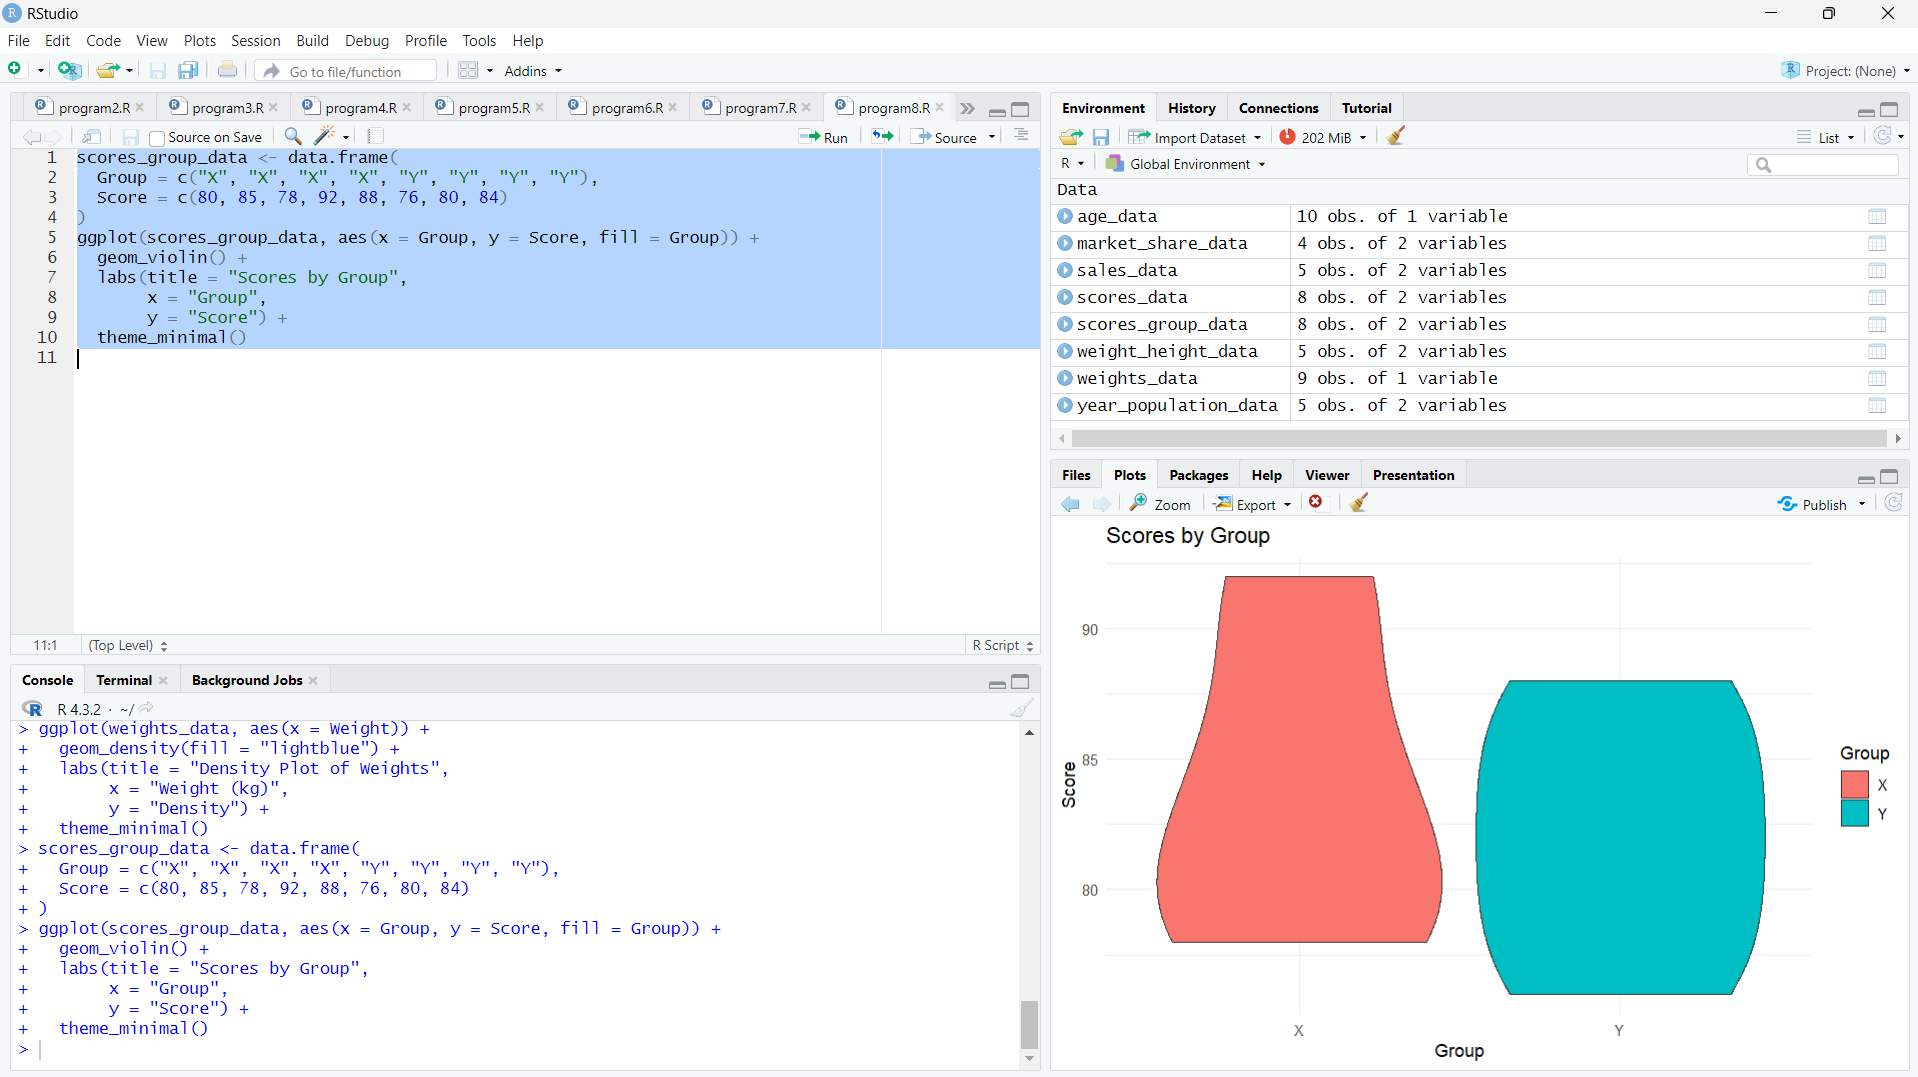 RStudio
File Edit Code View Plots Session Build Debug Profile Tools Help
Go to file/function Addins Project: (None)
program2.R program3.R program4.R program5.R program6.R program7.R program8.R
Source on Save Run Source
1 scores_group_data <- data.frame(
2   Group = c("X", "X", "X", "X", "Y", "Y", "Y", "Y"),
3   Score = c(80, 85, 78, 92, 88, 76, 80, 84)
4 )
5 ggplot(scores_group_data, aes(x = Group, y = Score, fill = Group)) +
6   geom_violin() +
7   labs(title = "Scores by Group",
8        x = "Group",
9        y = "Score") +
10   theme_minimal()
11
11:1 (Top Level) R Script
Console Terminal Background Jobs
R 4.3.2 · ~/
> ggplot(weights_data, aes(x = Weight)) +
+   geom_density(fill = "lightblue") +
+   labs(title = "Density Plot of Weights",
+        x = "Weight (kg)",
+        y = "Density") +
+   theme_minimal()
> scores_group_data <- data.frame(
+   Group = c("X", "X", "X", "X", "Y", "Y", "Y", "Y"),
+   Score = c(80, 85, 78, 92, 88, 76, 80, 84)
+ )
> ggplot(scores_group_data, aes(x = Group, y = Score, fill = Group)) +
+   geom_violin() +
+   labs(title = "Scores by Group",
+        x = "Group",
+        y = "Score") +
+   theme_minimal()
>
Environment History Connections Tutorial
Import Dataset 202 MiB List
R Global Environment
Data
age_data 10 obs. of 1 variable
market_share_data 4 obs. of 2 variables
sales_data 5 obs. of 2 variables
scores_data 8 obs. of 2 variables
scores_group_data 8 obs. of 2 variables
weight_height_data 5 obs. of 2 variables
weights_data 9 obs. of 1 variable
year_population_data 5 obs. of 2 variables
Files Plots Packages Help Viewer Presentation
Zoom Export Publish
Scores by Group
90
85
80
Score
X Y
Group
Group
X
Y